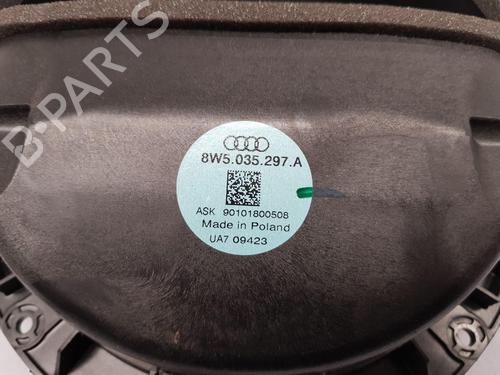 8W5.035.297.A
ASK 90101800508
Made in Poland
UA7 09423
B-PARTS